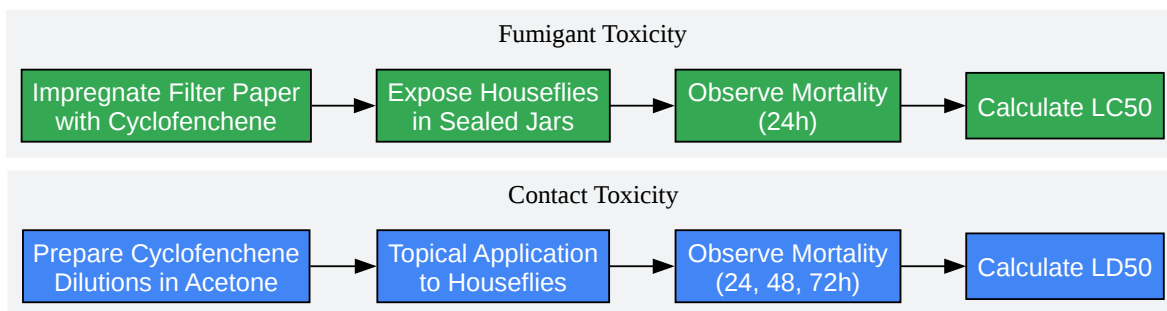 Fumigant Toxicity
Impregnate Filter Paper
with Cyclofenchene
Expose Houseflies
in Sealed Jars
Observe Mortality
(24h)
Calculate LC50
Contact Toxicity
Prepare Cyclofenchene
Dilutions in Acetone
Topical Application
to Houseflies
Observe Mortality
(24, 48, 72h)
Calculate LD50